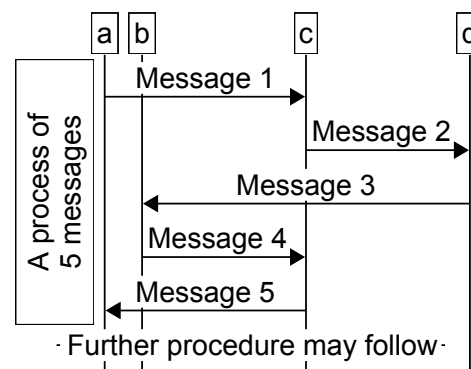 a b c d
Message 1
Message 2
Message 3
Message 4
Message 5
A process of
5 messages
Further procedure may follow